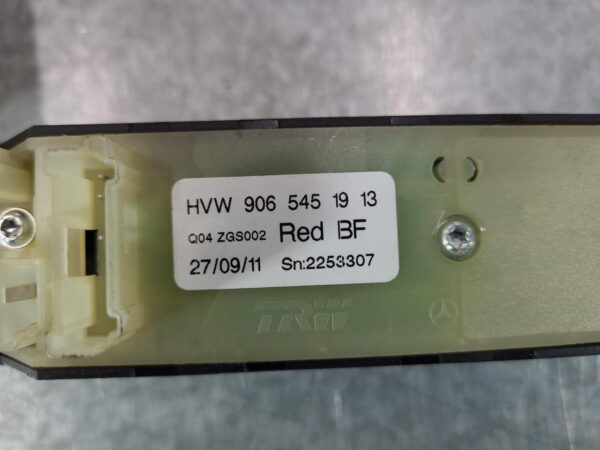 HVW 906 545 19 13
Q04 ZGS002 Red BF
27/09/11 Sn:2253307
TRW